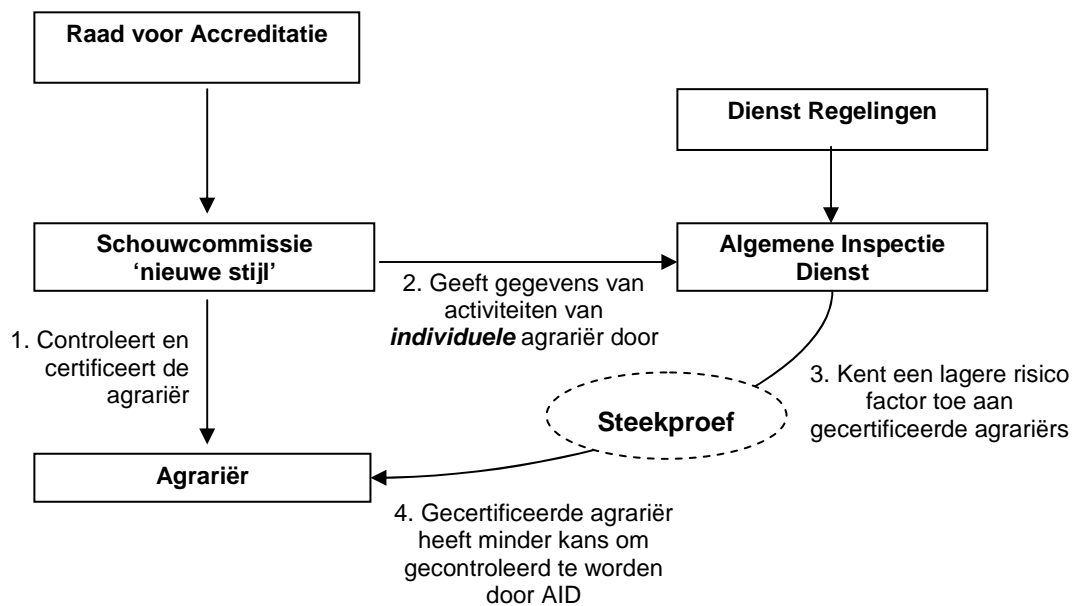 Raad voor Accreditatie
Dienst Regelingen
Schouwcommissie
‘nieuwe stijl’
Algemene Inspectie
Dienst
2. Geeft gegevens van
activiteiten van
individuele agrariër door
1. Controleert en
certificeert de
agrariër
3. Kent een lagere risico
factor toe aan
gecertificeerde agrariërs
Steekproef
Agrariër
4. Gecertificeerde agrariër
heeft minder kans om
gecontroleerd te worden
door AID